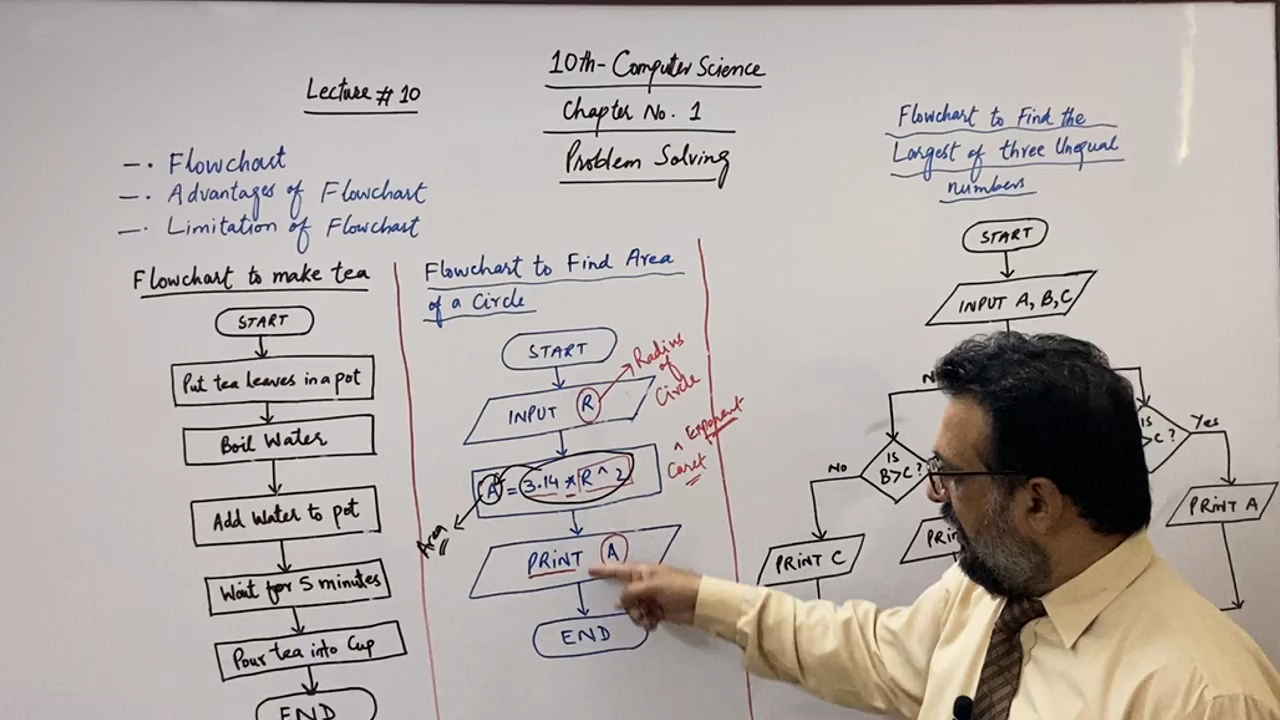 Lecture # 10
10th- Computer Science
Chapter No. 1
Problem Solving
—. Flowchart
—. Advantages of Flowchart
—. Limitation of Flowchart
Flowchart to make tea
START
Put tea leaves in a pot
Boil Water
Add Water to pot
Wait for 5 minutes
Pour tea into Cup
END
Flowchart to Find Area
of a Circle
START
INPUT R
Radius
of
Circle
A = 3.14 * R ^ 2
^ Exponent
Caret
Area
PRINT A
END
Flowchart to Find the
Largest of three Unequal
numbers
START
INPUT A, B, C
No
IS
B>C?
IS
>C?
Yes
PRINT C
PRINT A